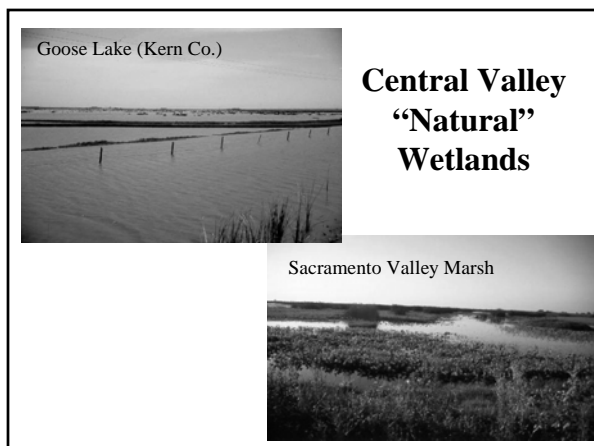 Goose Lake (Kern Co.)
Central Valley
“Natural”
Wetlands
Sacramento Valley Marsh